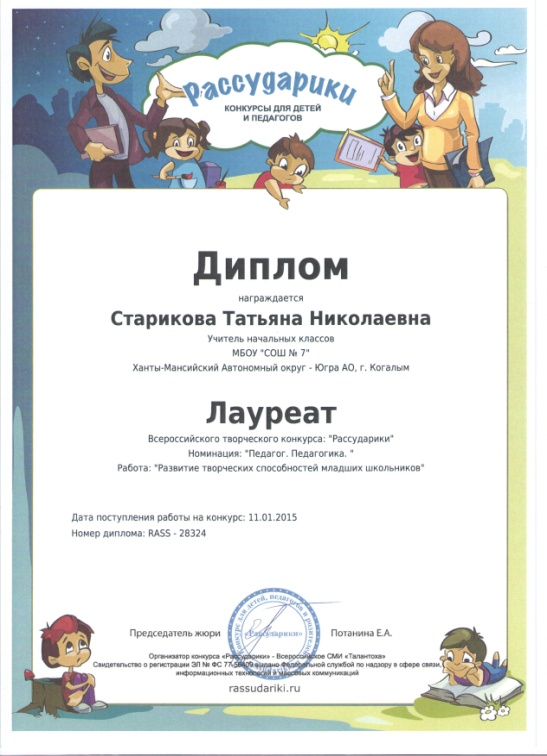 Рассударики
КОНКУРСЫ ДЛЯ ДЕТЕЙ
И ПЕДАГОГОВ
Диплом
награждается
Старикова Татьяна Николаевна
Учитель начальных классов
МБОУ "СОШ № 7"
Ханты-Мансийский Автономный округ - Югра АО, г. Когалым
Лауреат
Всероссийского творческого конкурса: "Рассударики"
Номинация: "Педагог. Педагогика. "
Работа: "Развитие творческих способностей младших школьников"
Дата поступления работы на конкурс: 11.01.2015
Номер диплома: RASS - 28324
Председатель жюри «Рассударики» Потанина Е.А.
Организатор конкурса «Рассударики» - Всероссийское СМИ «Талантоха»
Свидетельство о регистрации ЭЛ № ФС 77-58409 выдано Федеральной службой по надзору в сфере связи,
информационных технологий и массовых коммуникаций
rassudariki.ru